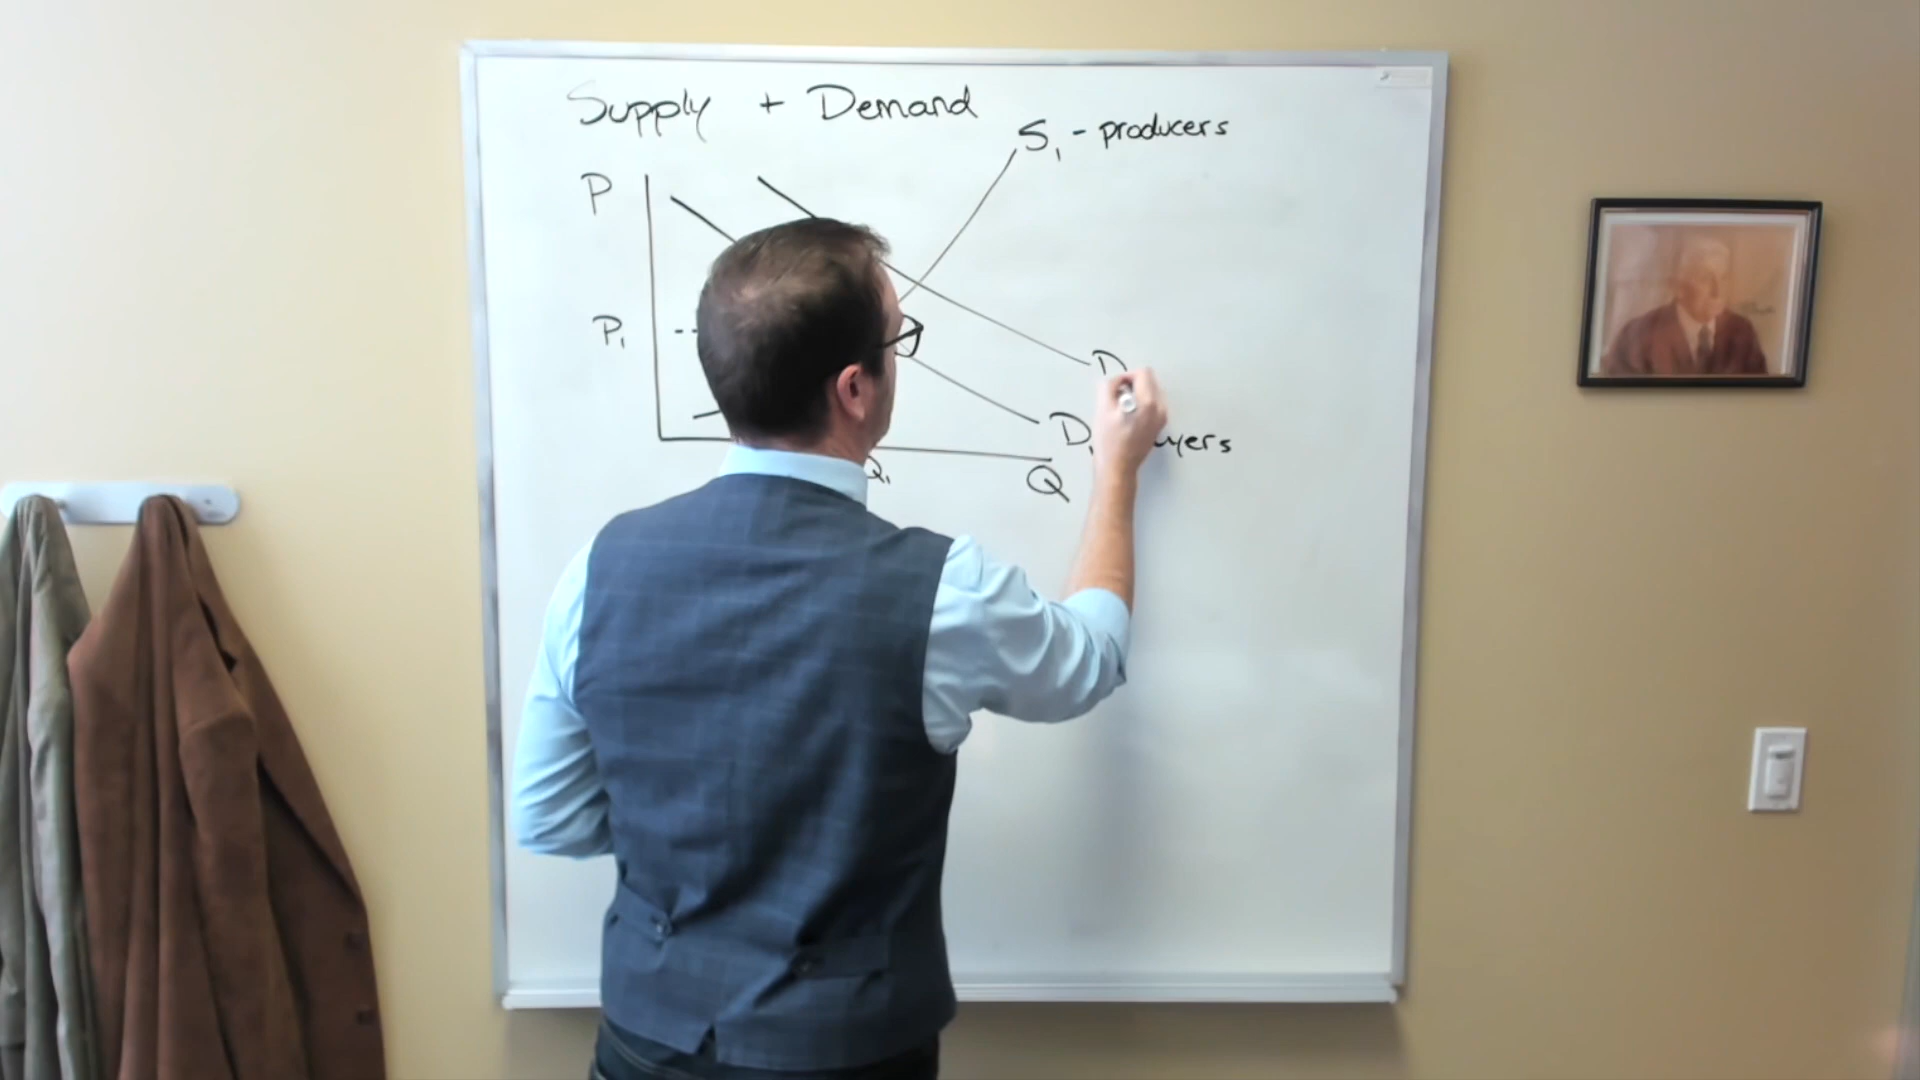 Supply + Demand
S₁ - producers
P
P₁
D
D₁
Q₁
Q